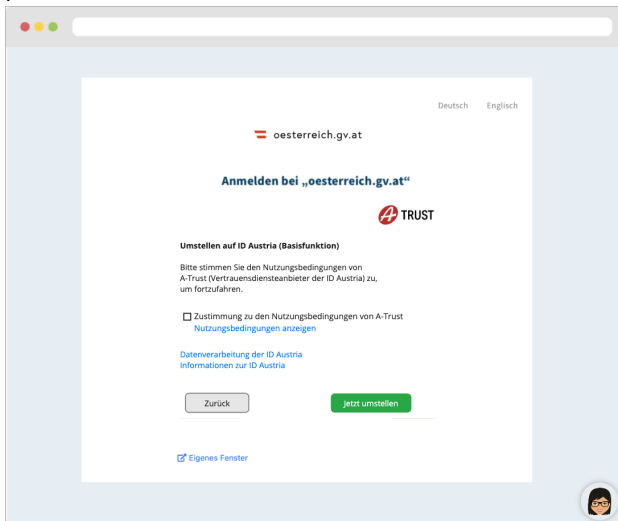 Deutsch Englisch
oesterreich.gv.at
Anmelden bei „oesterreich.gv.at“
A TRUST
Umstellen auf ID Austria (Basisfunktion)
Bitte stimmen Sie den Nutzungsbedingungen von
A-Trust (Vertrauensdiensteanbieter der ID Austria) zu,
um fortzufahren.
Zustimmung zu den Nutzungsbedingungen von A-Trust
Nutzungsbedingungen anzeigen
Datenverarbeitung der ID Austria
Informationen zur ID Austria
Zurück Jetzt umstellen
Eigenes Fenster